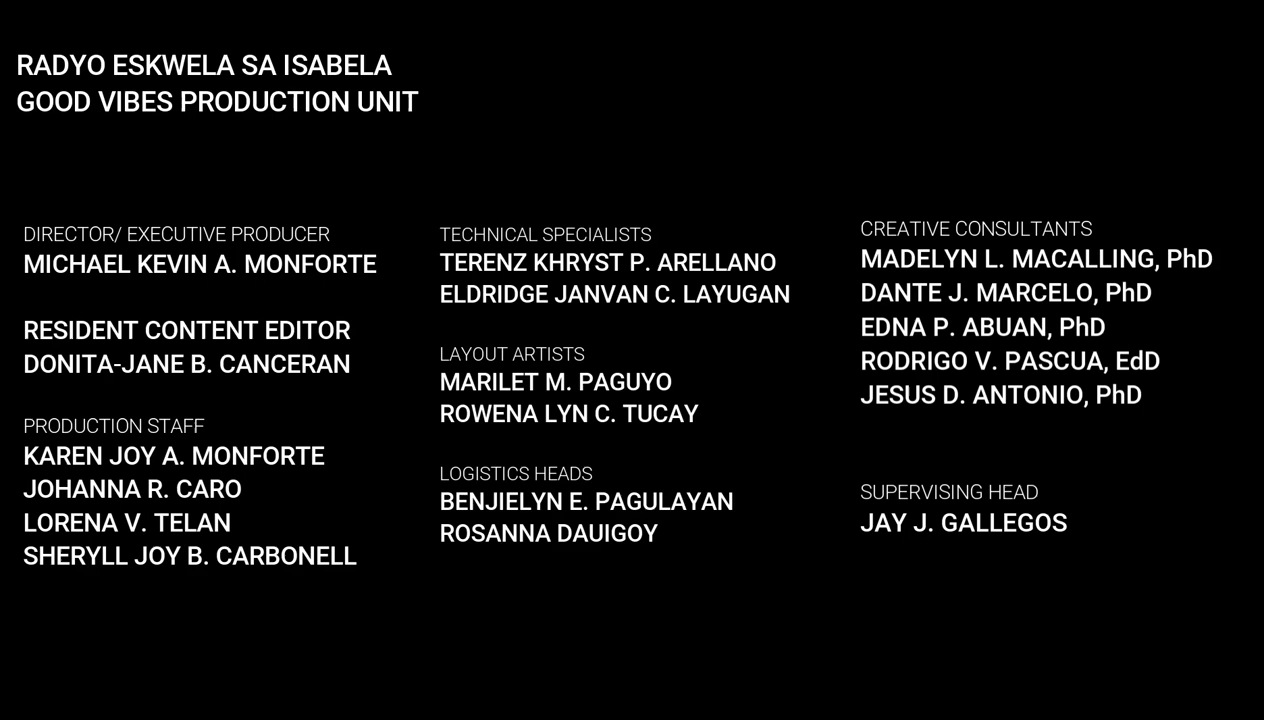 RADYO ESKWELA SA ISABELA
GOOD VIBES PRODUCTION UNIT
DIRECTOR/ EXECUTIVE PRODUCER
MICHAEL KEVIN A. MONFORTE
RESIDENT CONTENT EDITOR
DONITA-JANE B. CANCERAN
PRODUCTION STAFF
KAREN JOY A. MONFORTE
JOHANNA R. CARO
LORENA V. TELAN
SHERYLL JOY B. CARBONELL
TECHNICAL SPECIALISTS
TERENZ KHRYST P. ARELLANO
ELDRIDGE JANVAN C. LAYUGAN
LAYOUT ARTISTS
MARILET M. PAGUYO
ROWENA LYN C. TUCAY
LOGISTICS HEADS
BENJIELYN E. PAGULAYAN
ROSANNA DAUIGOY
CREATIVE CONSULTANTS
MADELYN L. MACALLING, PhD
DANTE J. MARCELO, PhD
EDNA P. ABUAN, PhD
RODRIGO V. PASCUA, EdD
JESUS D. ANTONIO, PhD
SUPERVISING HEAD
JAY J. GALLEGOS